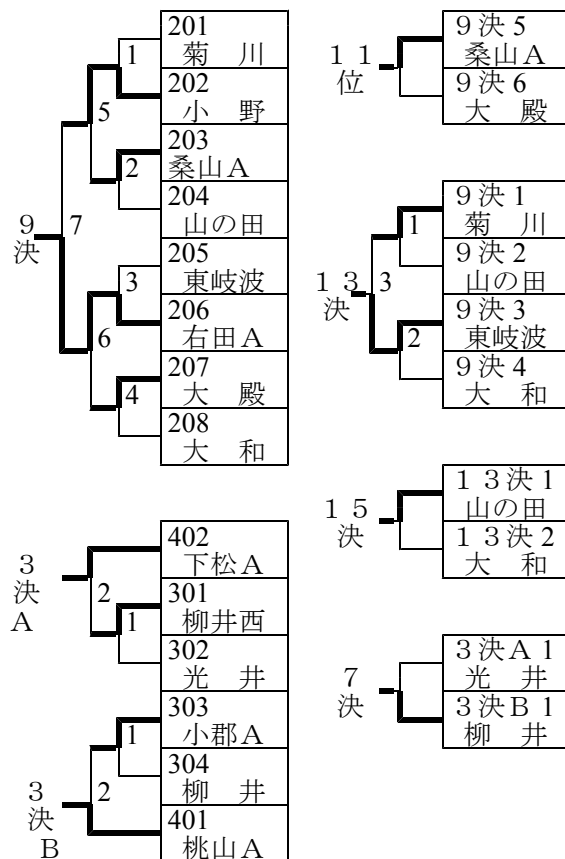 201
菊　川
1
202
小　野
5
203
桑山Ａ
2
204
山の田
９
決
7
205
東岐波
3
206
右田Ａ
6
207
大　殿
4
208
大　和
１１
位
９決 5
桑山Ａ
９決 6
大　殿
９決 1
菊　川
1
９決 2
山の田
１３
決
3
９決 3
東岐波
2
９決 4
大　和
１５
決
１３決 1
山の田
１３決 2
大　和
402
下松Ａ
３
決
Ａ
2
301
柳井西
1
302
光　井
303
小郡Ａ
1
304
柳　井
３
決
Ｂ
2
401
桃山Ａ
７
決
３決Ａ 1
光　井
３決Ｂ 1
柳　井